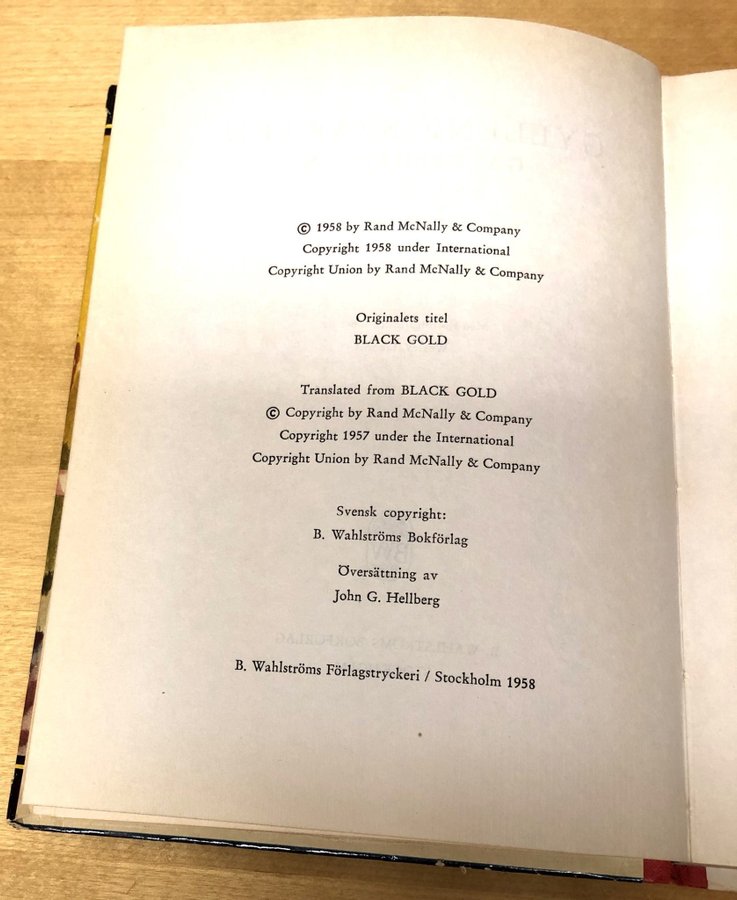 © 1958 by Rand McNally & Company
Copyright 1958 under International
Copyright Union by Rand McNally & Company
Originalets titel
BLACK GOLD
Translated from BLACK GOLD
© Copyright by Rand McNally & Company
Copyright 1957 under the International
Copyright Union by Rand McNally & Company
Svensk copyright:
B. Wahlströms Bokförlag
Översättning av
John G. Hellberg
B. Wahlströms Förlagstryckeri / Stockholm 1958